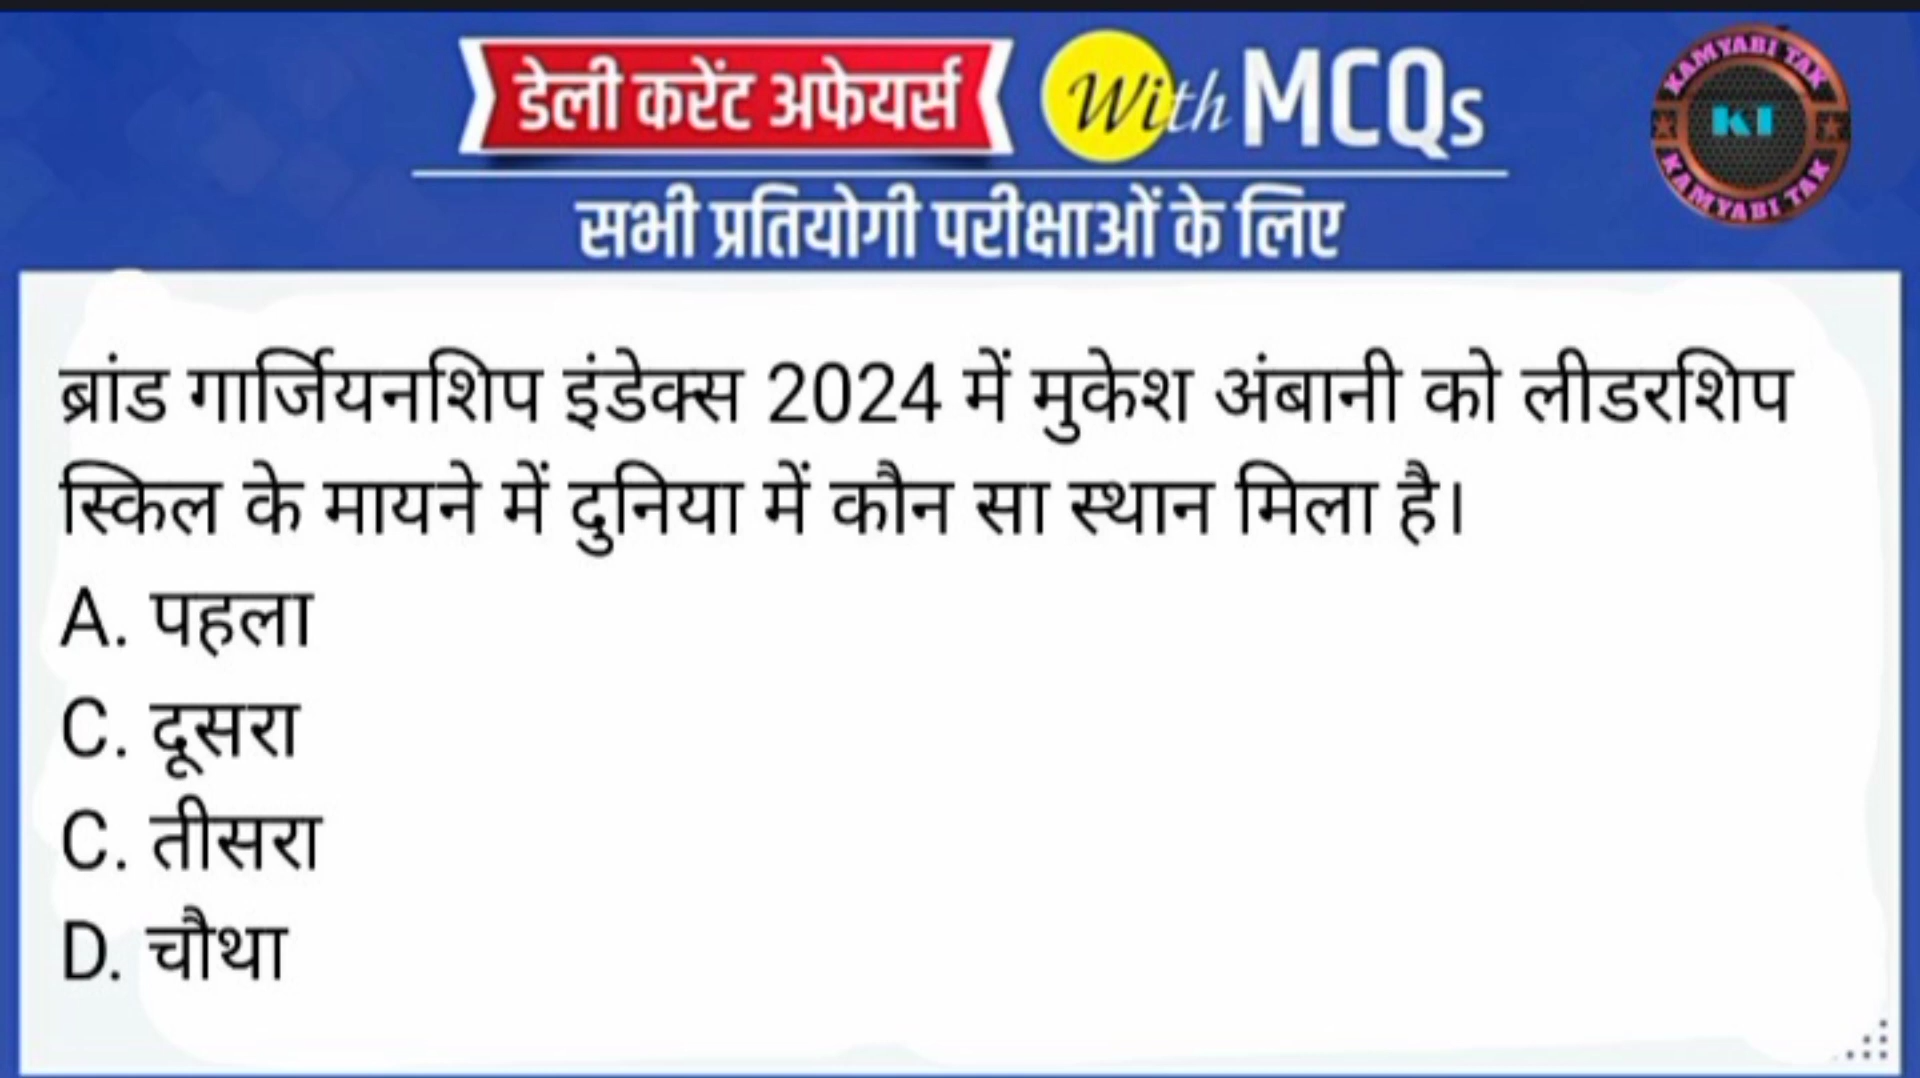 डेली करेंट अफेयर्स With MCQs
KAMYABI TAK
KI
KAMYABI TAK
सभी प्रतियोगी परीक्षाओं के लिए
ब्रांड गार्जियनशिप इंडेक्स 2024 में मुकेश अंबानी को लीडरशिप
स्किल के मायने में दुनिया में कौन सा स्थान मिला है।
A. पहला
C. दूसरा
C. तीसरा
D. चौथा